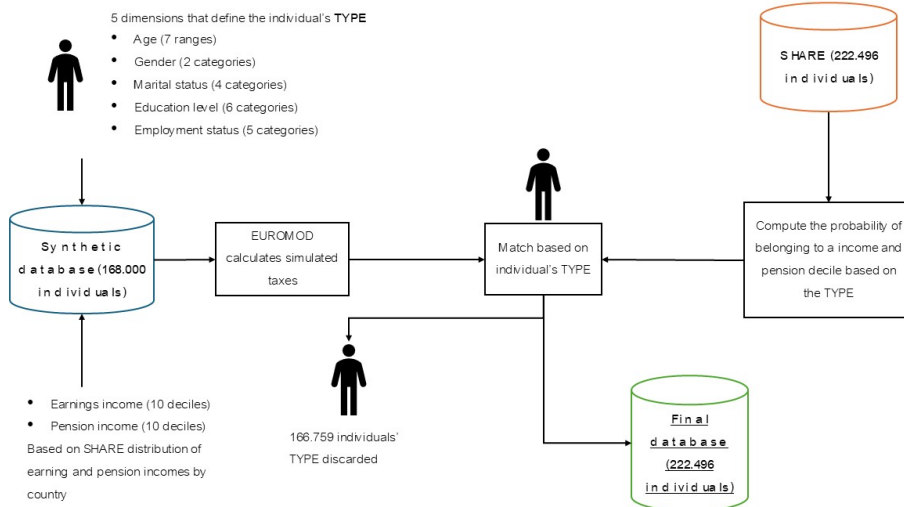 5 dimensions that define the individual's TYPE
• Age (7 ranges)
• Gender (2 categories)
• Marital status (4 categories)
• Education level (6 categories)
• Employment status (5 categories)
SHARE (222.496
individuals)
Synthetic
database (168.000
individuals)
EUROMOD
calculates simulated
taxes
Match based on
individual's TYPE
Compute the probability of
belonging to a income and
pension decile based on
the TYPE
• Earnings income (10 deciles)
• Pension income (10 deciles)
Based on SHARE distribution of
earning and pension incomes by
country
166.759 individuals'
TYPE discarded
Final
database
(222.496
individuals)